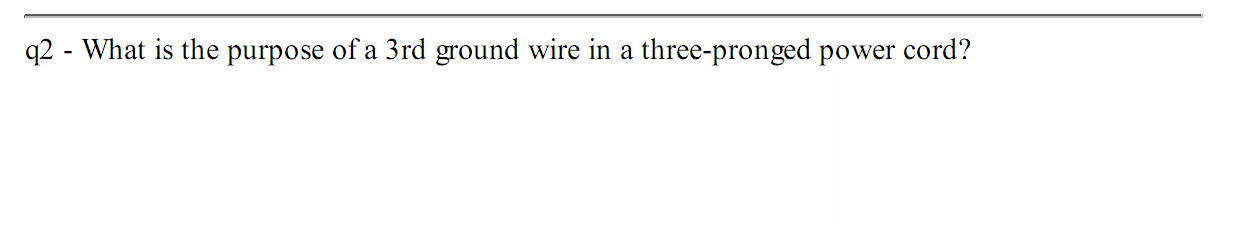 q2 - What is the purpose of a 3rd ground wire in a three-pronged power cord?